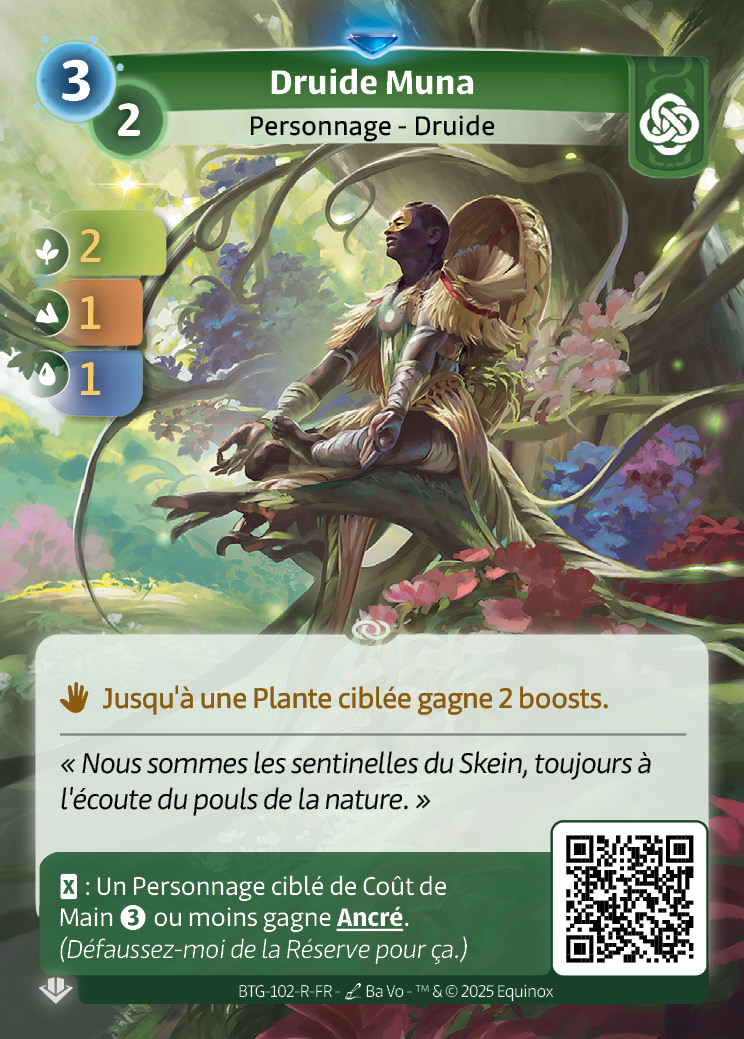 3
Druide Muna
2
Personnage - Druide
2
1
1
Jusqu'à une Plante ciblée gagne 2 boosts.
« Nous sommes les sentinelles du Skein, toujours à
l'écoute du pouls de la nature. »
X : Un Personnage ciblé de Coût de
Main 3 ou moins gagne Ancré.
(Défaussez-moi de la Réserve pour ça.)
BTG-102-R-FR - Ba Vo - ™ & © 2025 Equinox